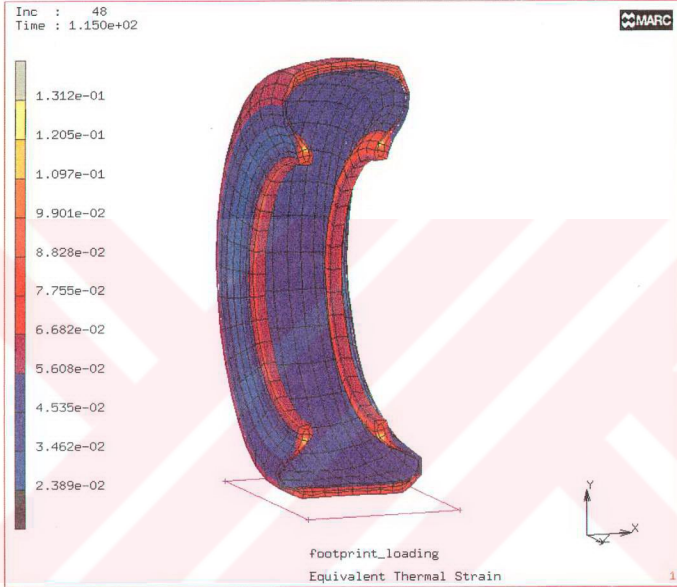 Inc : 48
Time : 1.150e+02
MARC
1.312e-01
1.205e-01
1.097e-01
9.901e-02
8.828e-02
7.755e-02
6.682e-02
5.608e-02
4.535e-02
3.462e-02
2.389e-02
Y
X
Z
footprint_loading
Equivalent Thermal Strain
1